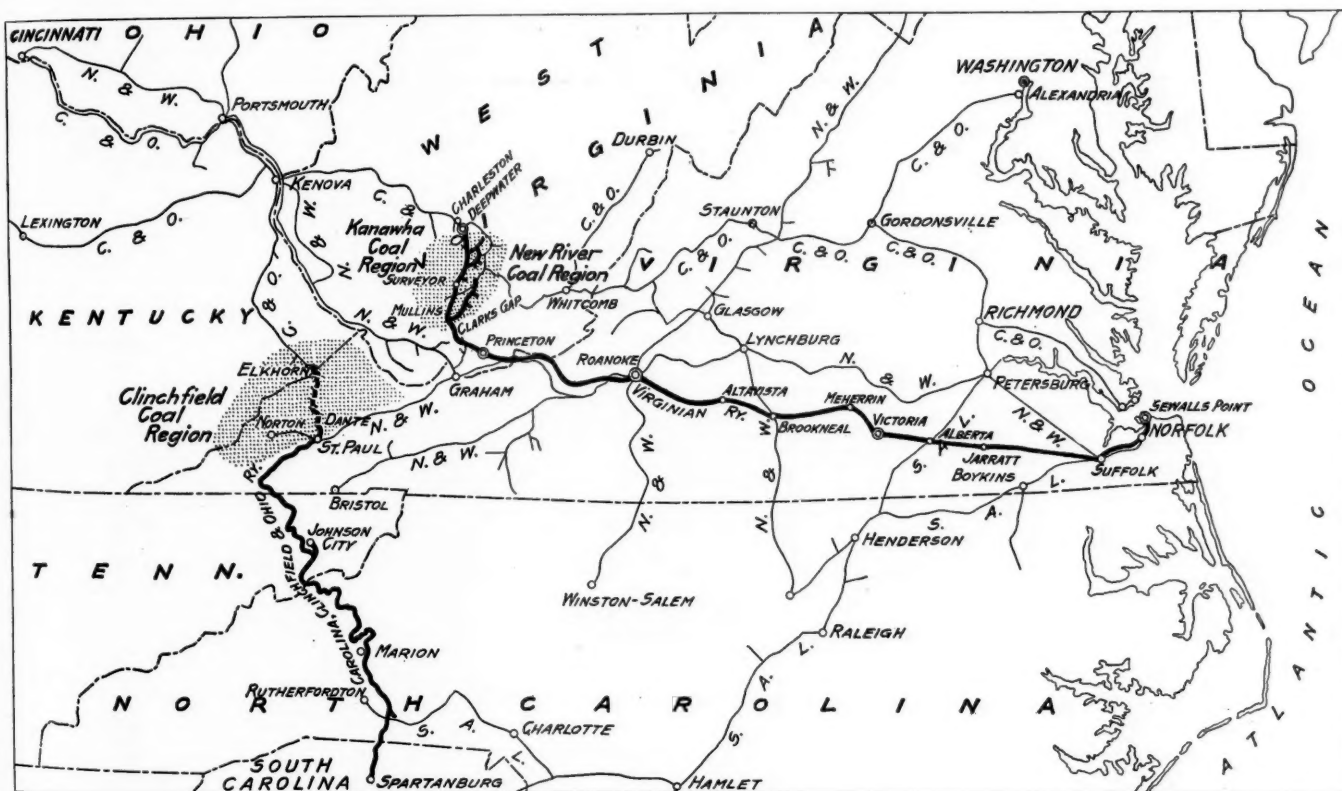 CINCINNATI
OHIO
N. & W.
C. & O.
PORTSMOUTH
WEST VIRGINIA
N. & W.
WASHINGTON
ALEXANDRIA
DURBIN
C. & O.
C. & O.
KENOVA
LEXINGTON
C. & O.
N. & W.
C. & O.
CHARLESTON
DEEPWATER
Kanawha
Coal
Region
New River
Coal Region
SURVEYOR
MULLINS
CLARKS GAP
STAUNTON
GORDONSVILLE
C. & O.
C. & O.
C. & O.
WHITCOMB
VIRGINIA
KENTUCKY
C. & O.
N. & W.
PRINCETON
GLASGOW
RICHMOND
C. & O.
LYNCHBURG
ROANOKE
N. & W.
PETERSBURG
ELKHORN
GRAHAM
Clinchfield
Coal
Region
NORTON
DANTE
ST. PAUL
N. & W.
N. & W.
VIRGINIAN RY.
ALTAVISTA
BROOKNEAL
MEHERRIN
VICTORIA
ALBERTA
JARRATT
N. & W.
SEWALLS POINT
NORFOLK
SUFFOLK
BOYKINS
S. A. L.
S. A. L.
BRISTOL
N. & W.
N. & W.
CAROLINA, CLINCHFIELD & OHIO RY.
JOHNSON
CITY
TENN.
WINSTON-SALEM
HENDERSON
RALEIGH
MARION
RUTHERFORDTON
NORTH CAROLINA
S. A. L.
CHARLOTTE
S. A. L.
SOUTH
CAROLINA
SPARTANBURG
HAMLET
ATLANTIC OCEAN